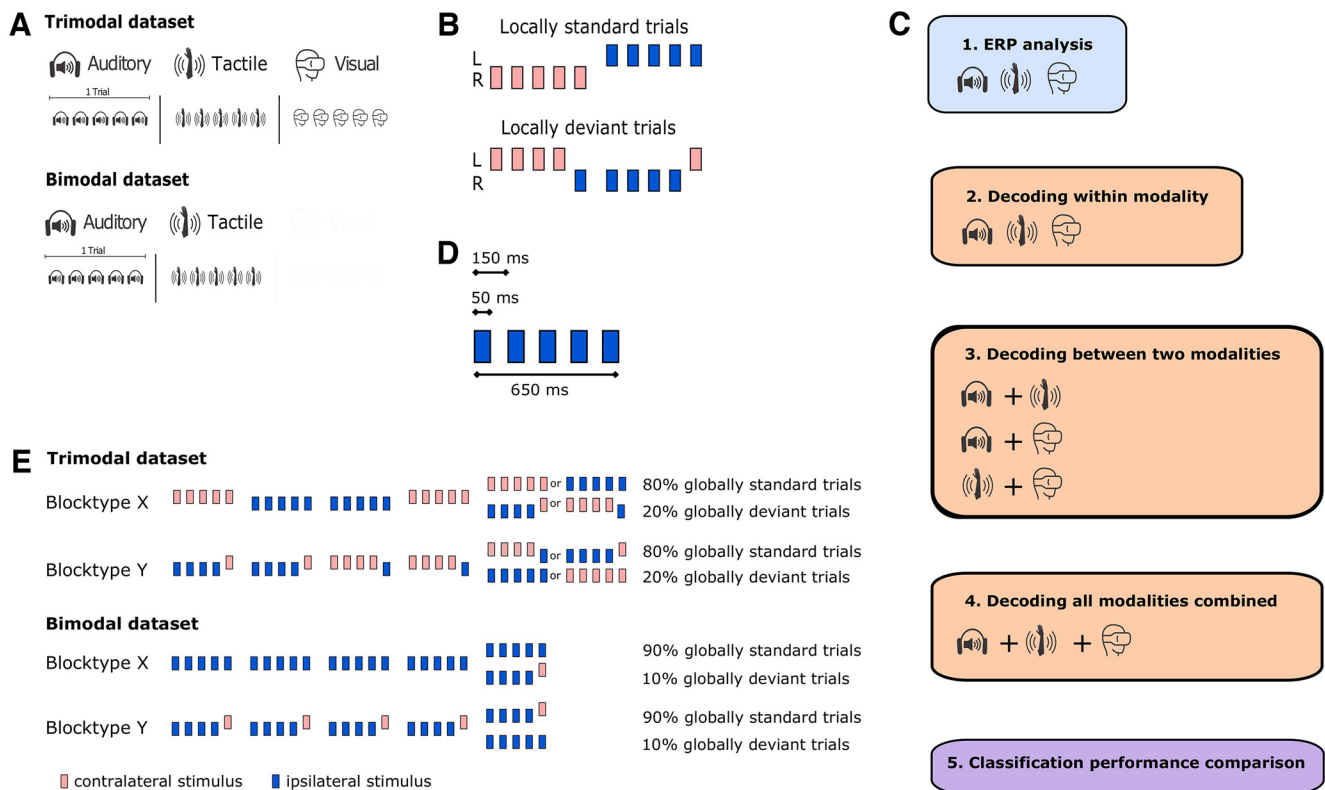 A
Trimodal dataset
Auditory Tactile Visual
1 Trial
Bimodal dataset
Auditory Tactile Visual
1 Trial
B
Locally standard trials
L
R
Locally deviant trials
L
R
D
150 ms
50 ms
650 ms
C
1. ERP analysis
2. Decoding within modality
3. Decoding between two modalities
+
+
+
4. Decoding all modalities combined
+ +
5. Classification performance comparison
E
Trimodal dataset
Blocktype X
or 80% globally standard trials
or 20% globally deviant trials
Blocktype Y
or 80% globally standard trials
or 20% globally deviant trials
Bimodal dataset
Blocktype X
90% globally standard trials
10% globally deviant trials
Blocktype Y
90% globally standard trials
10% globally deviant trials
contralateral stimulus ipsilateral stimulus